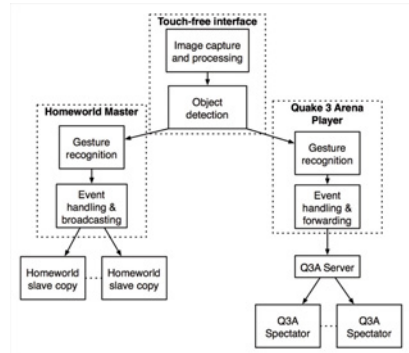 Touch-free interface
Image capture
and processing
Object
detection
Homeworld Master
Gesture
recognition
Event
handling &
broadcasting
Homeworld
slave copy
Homeworld
slave copy
Quake 3 Arena
Player
Gesture
recognition
Event
handling &
forwarding
Q3A Server
Q3A
Spectator
Q3A
Spectator